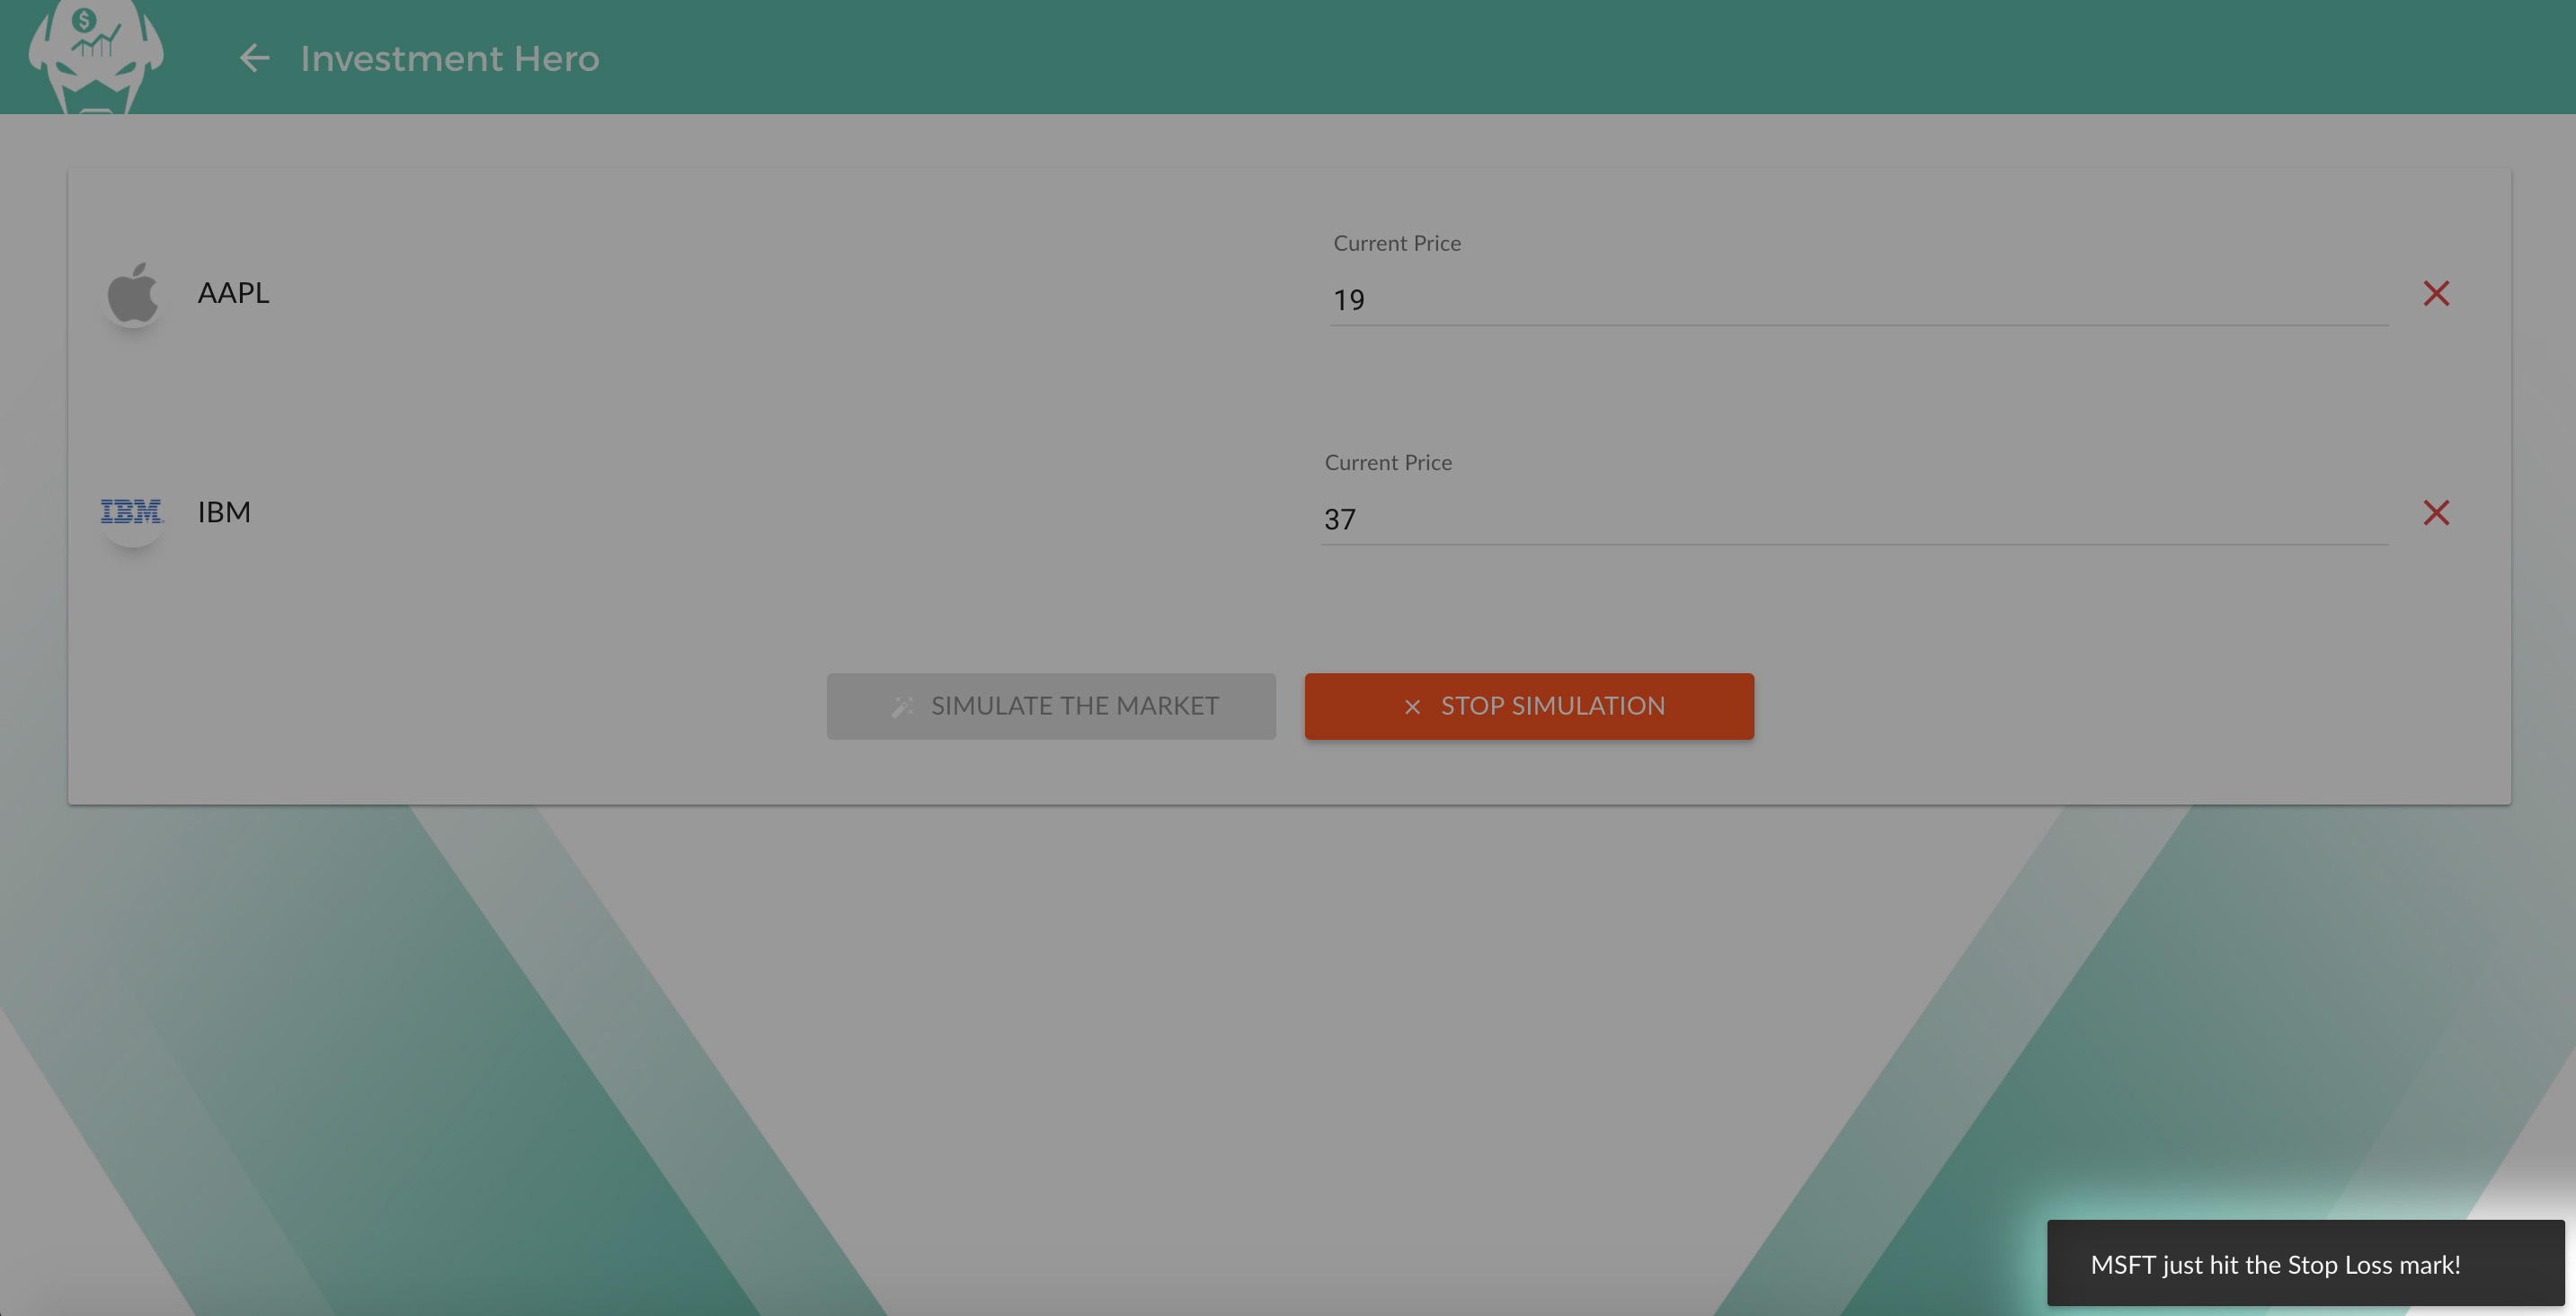 $
Investment Hero
Current Price
AAPL
19
Current Price
IBM
IBM
37
SIMULATE THE MARKET
STOP SIMULATION
MSFT just hit the Stop Loss mark!